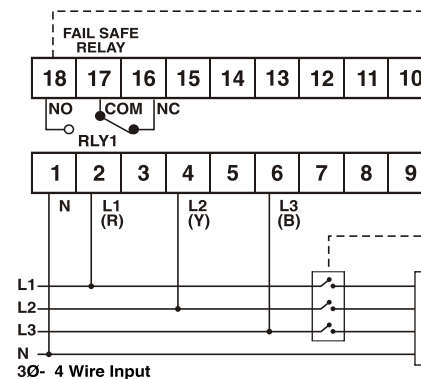 FAIL SAFE
RELAY
18 17 16 15 14 13 12 11 10
NO COM NC
RLY1
1 2 3 4 5 6 7 8 9
N L1 L2 L3
(R) (Y) (B)
L1
L2
L3
N
3Ø- 4 Wire Input